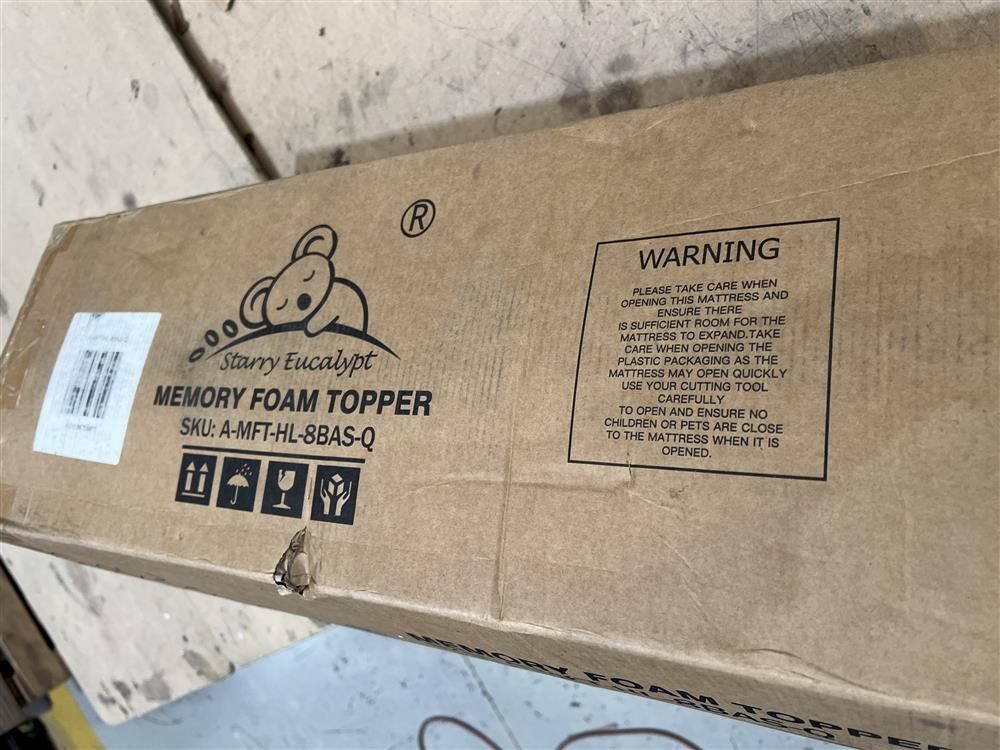 ®
Starry Eucalypt
MEMORY FOAM TOPPER
SKU: A-MFT-HL-8BAS-Q
WARNING
PLEASE TAKE CARE WHEN
OPENING THIS MATTRESS AND
ENSURE THERE
IS SUFFICIENT ROOM FOR THE
MATTRESS TO EXPAND.TAKE
CARE WHEN OPENING THE
PLASTIC PACKAGING AS THE
MATTRESS MAY OPEN QUICKLY
USE YOUR CUTTING TOOL
CAREFULLY
TO OPEN AND ENSURE NO
CHILDREN OR PETS ARE CLOSE
TO THE MATTRESS WHEN IT IS
OPENED.
MEMORY FOAM TOPPE
8BAS-Q